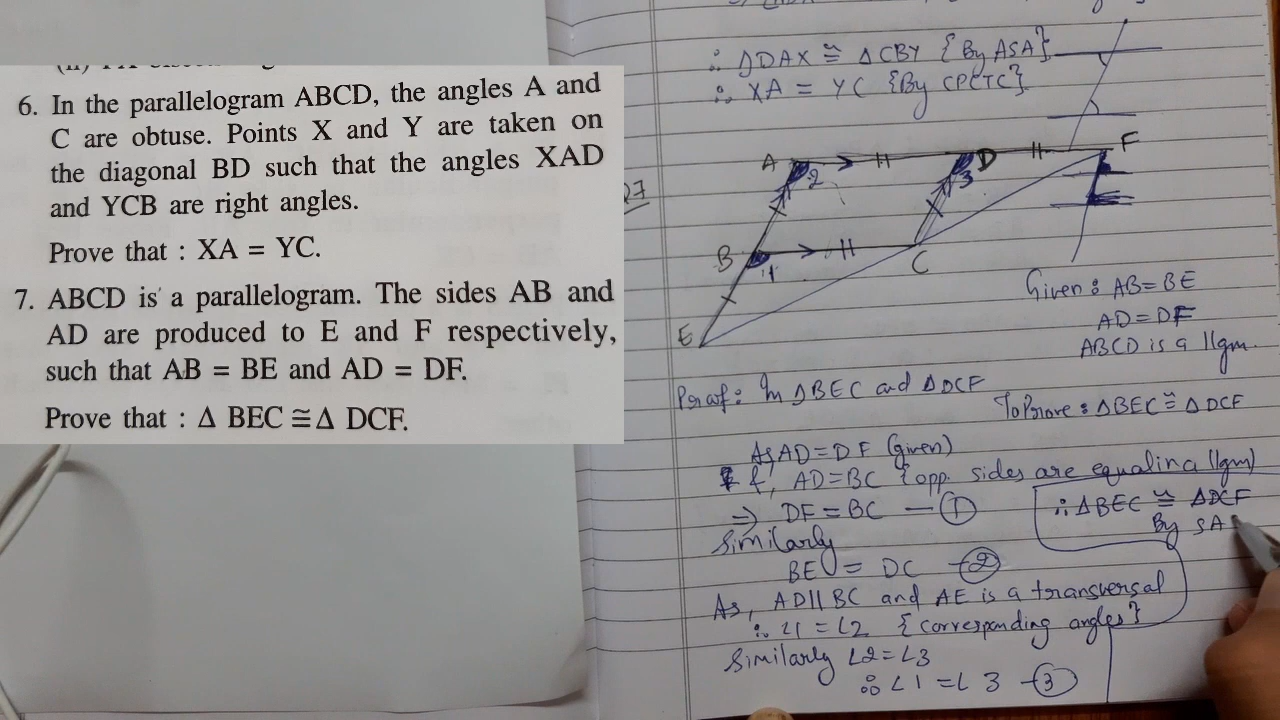 6. In the parallelogram ABCD, the angles A and
C are obtuse. Points X and Y are taken on
the diagonal BD such that the angles XAD
and YCB are right angles.
Prove that : XA = YC.
7. ABCD is a parallelogram. The sides AB and
AD are produced to E and F respectively,
such that AB = BE and AD = DF.
Prove that : Δ BEC ≅ Δ DCF.
∴ ΔDAX ≅ ΔCBY {By ASA}
∴ XA = YC {By CPCTC}
Q7
A 2 D 3 F
B 1 C
E
Given : AB = BE
AD = DF
ABCD is a ||gm.
Proof : In ΔBEC and ΔDCF
To Prove : ΔBEC ≅ ΔDCF
As AD = DF (given)
&, AD = BC {opp. sides are equal in a ||gm}
⇒ DF = BC — ①
Similarly
BE = DC — ②
As, AD || BC and AE is a transversal
∴ ∠1 = ∠2 {corresponding angles}
Similarly ∠2 = ∠3
∴ ∠1 = ∠3 — ③
∴ ΔBEC ≅ ΔDCF
By SA